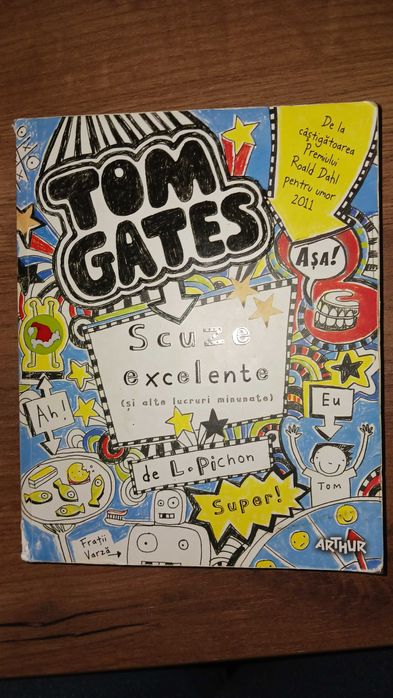 TOM
GATES
De la
câștigătoarea
Premiului
Roald Dahl
pentru umor
2011
AȘA!
Scuze
excelente
(și alte lucruri minunate)
Ah!
Eu
de L. Pichon
Tom
Super!
Frații
Varză
ARTHUR